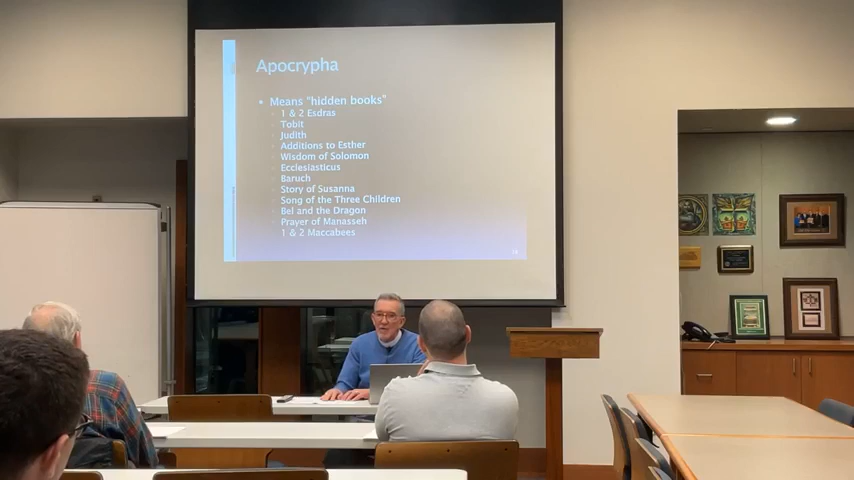 Apocrypha
• Means "hidden books"
1 & 2 Esdras
Tobit
Judith
Additions to Esther
Wisdom of Solomon
Ecclesiasticus
Baruch
Story of Susanna
Song of the Three Children
Bel and the Dragon
Prayer of Manasseh
1 & 2 Maccabees